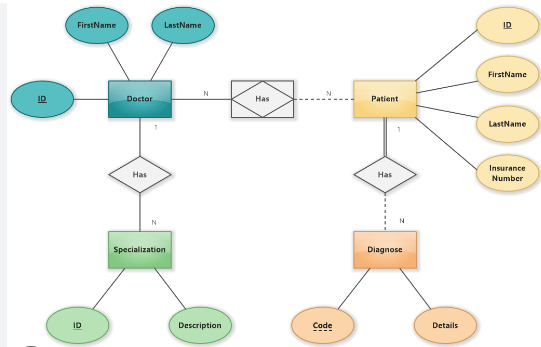 FirstName
LastName
ID
ID
Doctor
N
Has
N
Patient
FirstName
LastName
1
1
Insurance
Number
Has
Has
N
N
Specialization
Diagnose
ID
Description
Code
Details